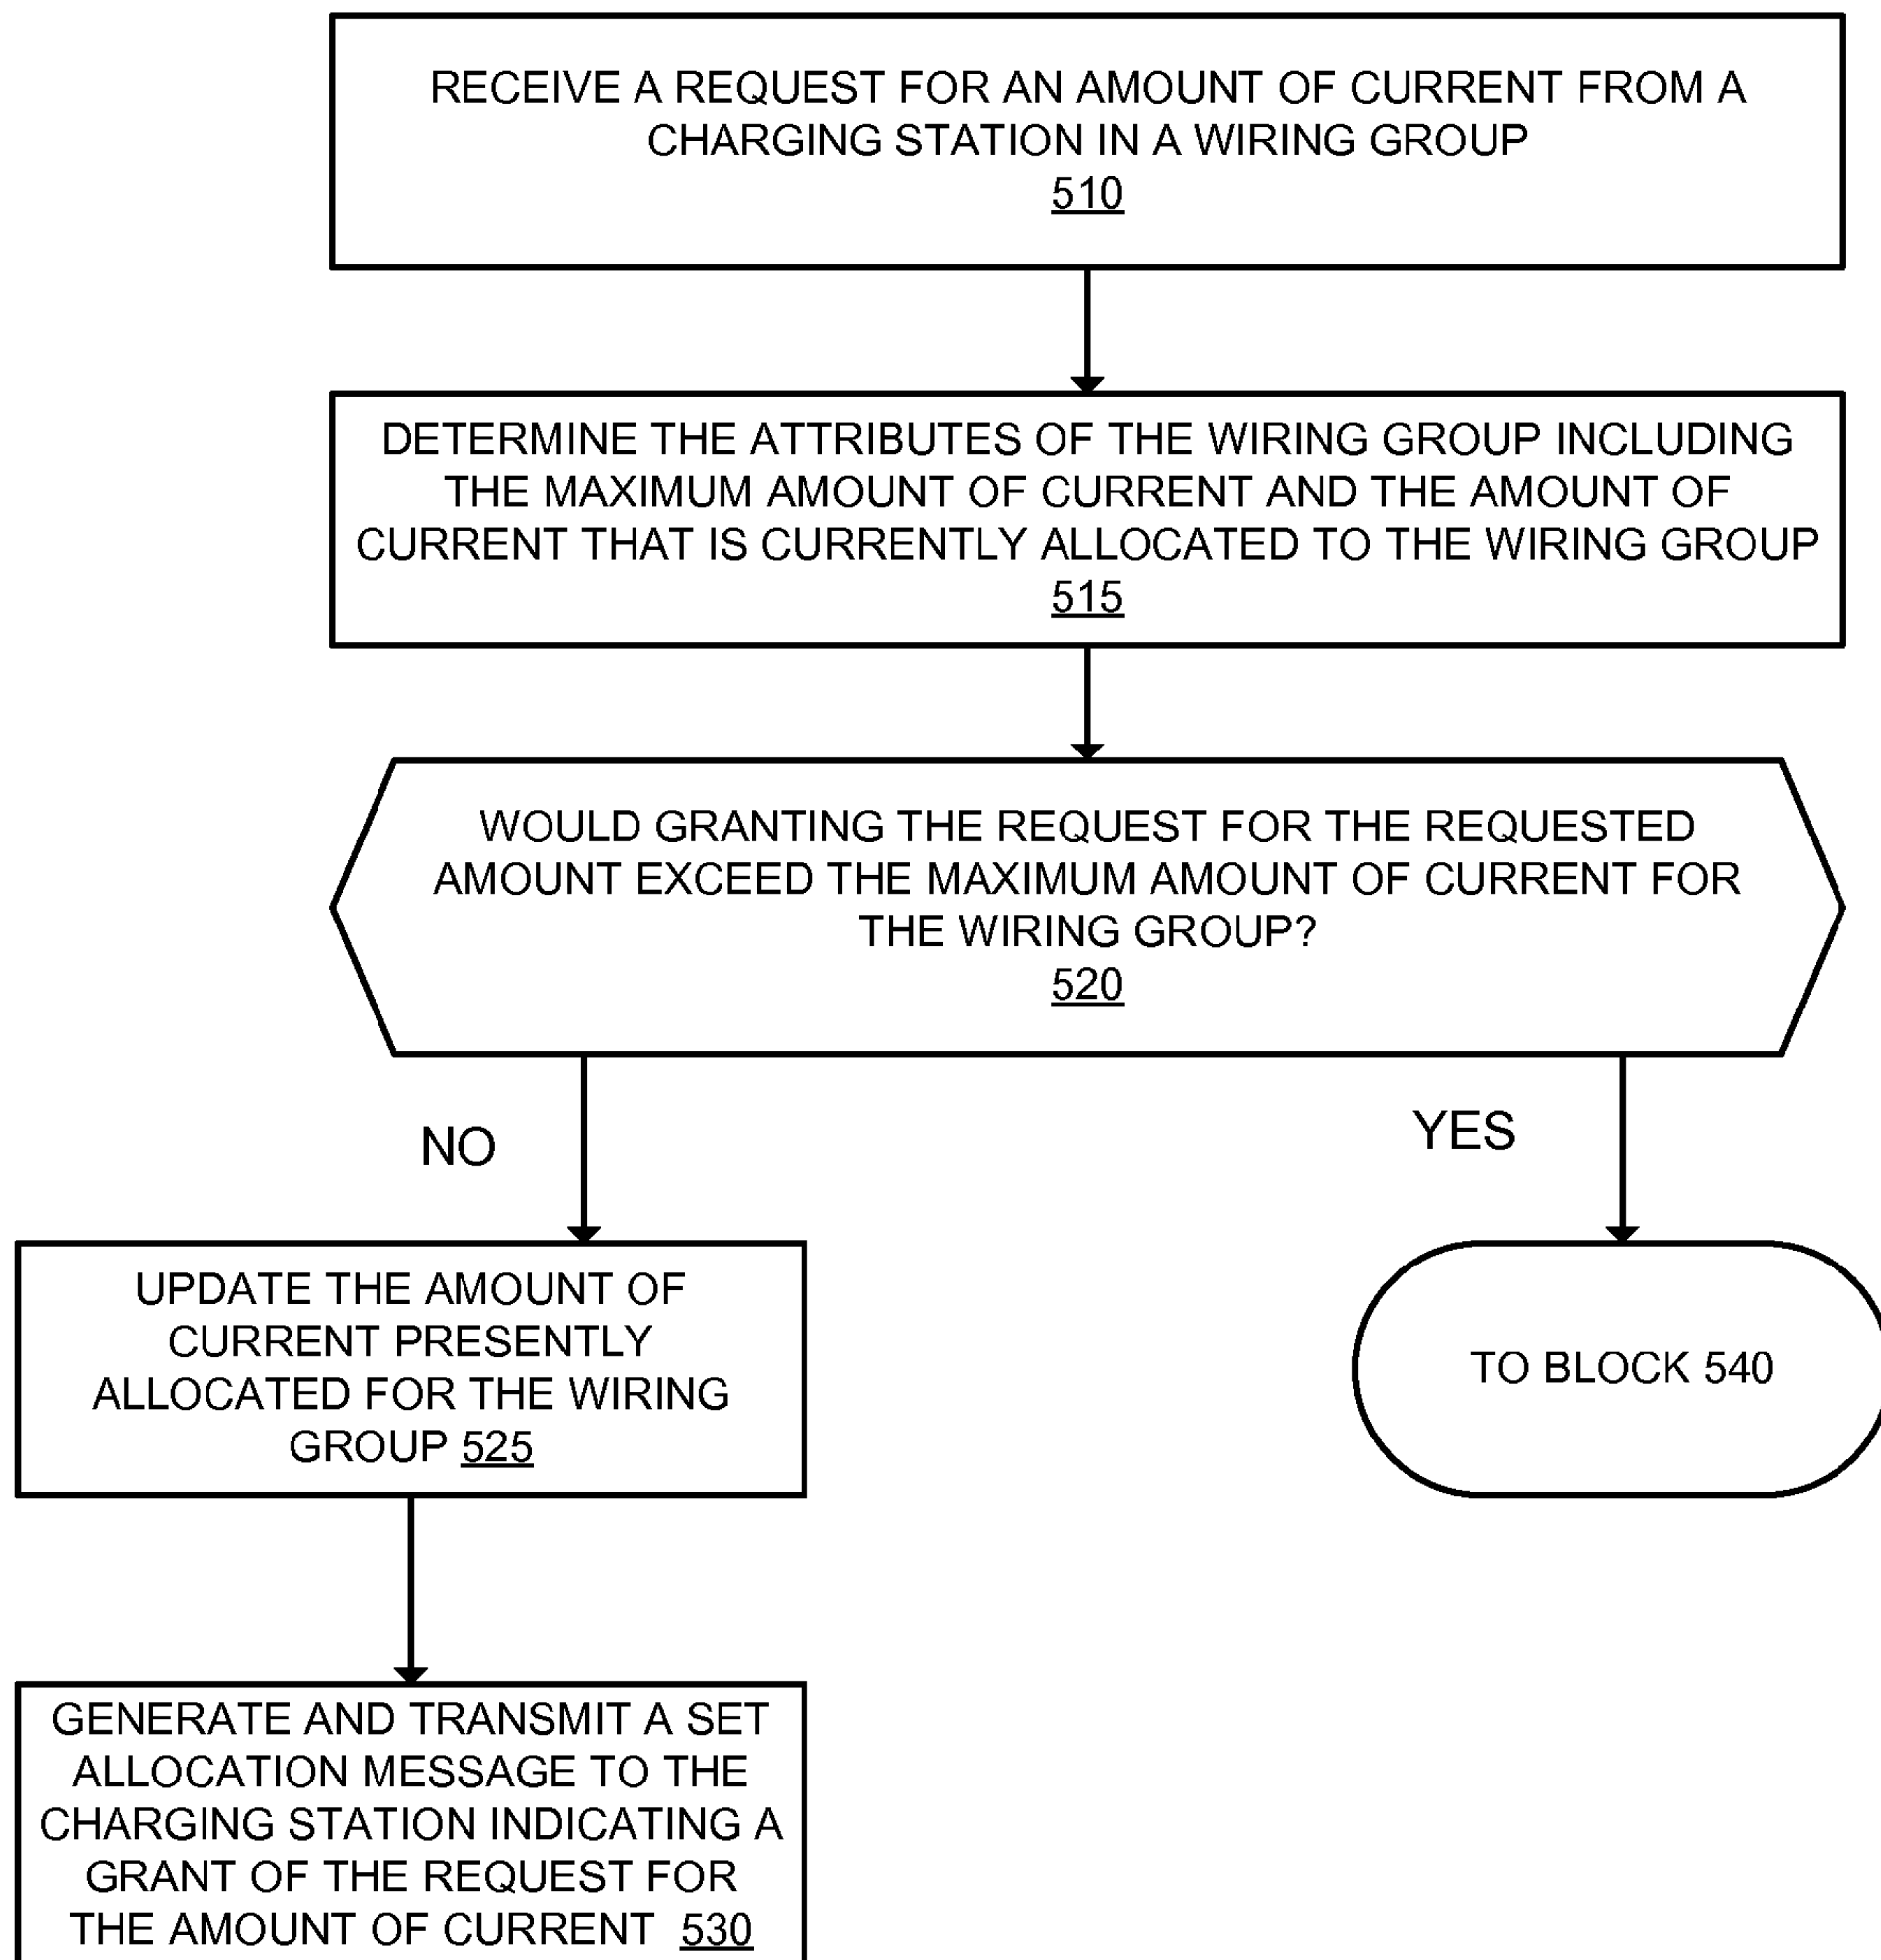 RECEIVE A REQUEST FOR AN AMOUNT OF CURRENT FROM A
CHARGING STATION IN A WIRING GROUP
510
DETERMINE THE ATTRIBUTES OF THE WIRING GROUP INCLUDING
THE MAXIMUM AMOUNT OF CURRENT AND THE AMOUNT OF
CURRENT THAT IS CURRENTLY ALLOCATED TO THE WIRING GROUP
515
WOULD GRANTING THE REQUEST FOR THE REQUESTED
AMOUNT EXCEED THE MAXIMUM AMOUNT OF CURRENT FOR
THE WIRING GROUP?
520
NO
YES
UPDATE THE AMOUNT OF
CURRENT PRESENTLY
ALLOCATED FOR THE WIRING
GROUP 525
TO BLOCK 540
GENERATE AND TRANSMIT A SET
ALLOCATION MESSAGE TO THE
CHARGING STATION INDICATING A
GRANT OF THE REQUEST FOR
THE AMOUNT OF CURRENT 530